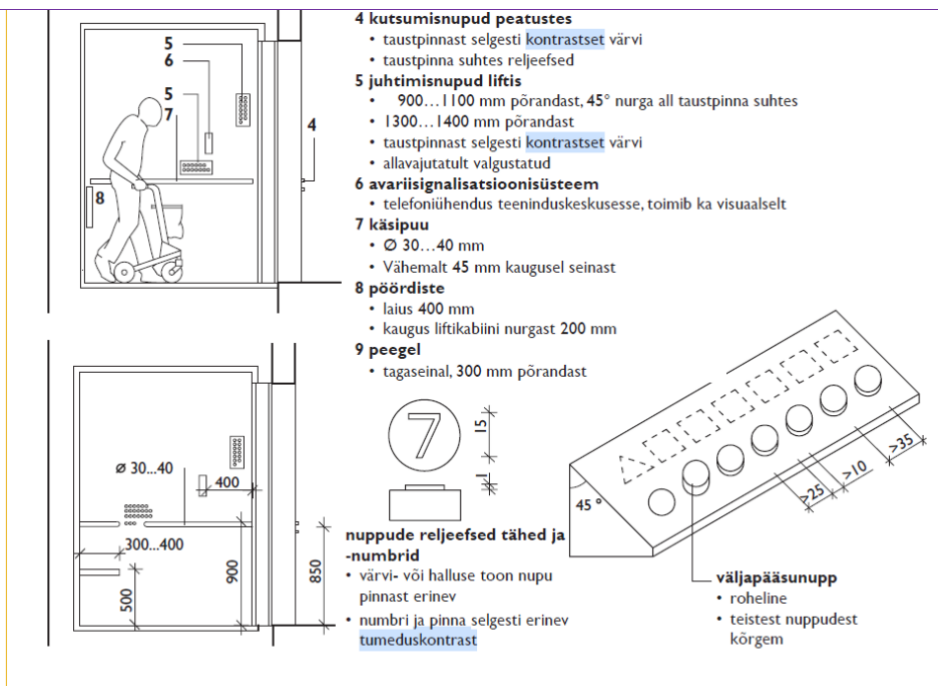 4 kutsumisnupud peatustes
• taustpinnast selgesti kontrastset värvi
• taustpinna suhtes reljeefsed
5 juhtimisnupud liftis
• 900...1100 mm põrandast, 45° nurga all taustpinna suhtes
• 1300...1400 mm põrandast
• taustpinnast selgesti kontrastset värvi
• allavajutatult valgustatud
6 avariisignalisatsioonisüsteem
• telefoniühendus teeninduskeskusesse, toimib ka visuaalselt
7 käsipuu
• Ø 30...40 mm
• Vähemalt 45 mm kaugusel seinast
8 pöördiste
• laius 400 mm
• kaugus liftikabiini nurgast 200 mm
9 peegel
• tagaseinal, 300 mm põrandast
5
6
5
7
4
8
ø 30...40
400
300...400
500
900
850
7
15
1
nuppude reljeefsed tähed ja
-numbrid
• värvi- või halluse toon nupu
pinnast erinev
• numbri ja pinna selgesti erinev
tumeduskontrast
45 °
>25
>10
>35
väljapääsunupp
• roheline
• teistest nuppudest
kõrgem